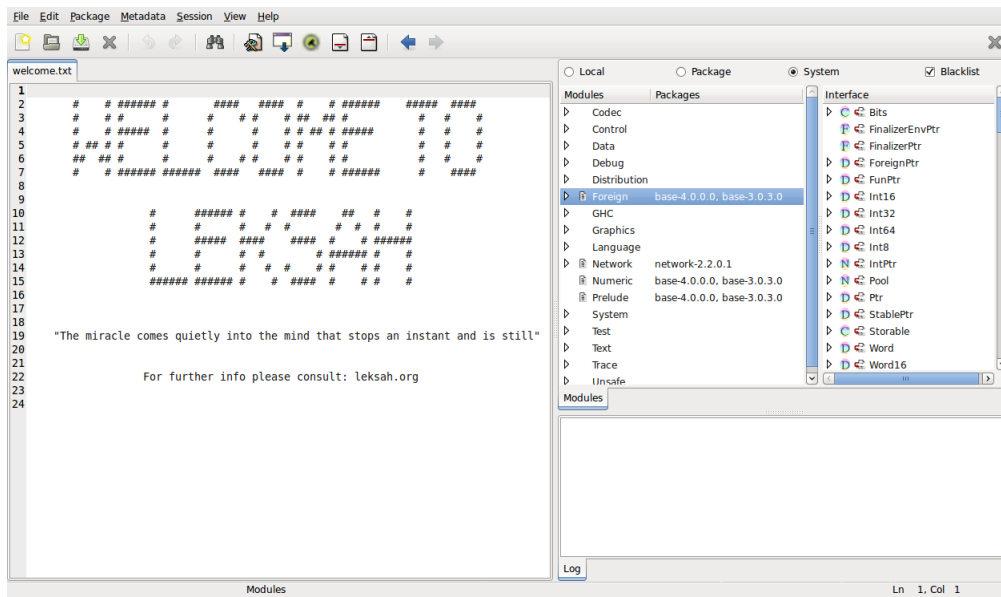 File Edit Package Metadata Session View Help
welcome.txt
1
2
3
4
5
6
7
8
9
10
11
12
13
14
15
16
17
18
19
20
21
22
23
24
WELCOME TO
LEKSAH
"The miracle comes quietly into the mind that stops an instant and is still"
For further info please consult: leksah.org
Local Package System Blacklist
Modules Packages
Codec
Control
Data
Debug
Distribution
Foreign base-4.0.0.0, base-3.0.3.0
GHC
Graphics
Language
Network network-2.2.0.1
Numeric base-4.0.0.0, base-3.0.3.0
Prelude base-4.0.0.0, base-3.0.3.0
System
Test
Text
Trace
Unsafe
Modules
Interface
C Bits
F FinalizerEnvPtr
F FinalizerPtr
D ForeignPtr
D FunPtr
D Int16
D Int32
D Int64
D Int8
N IntPtr
N Pool
D Ptr
D StablePtr
C Storable
D Word
D Word16
Log
Modules
Ln 1, Col 1